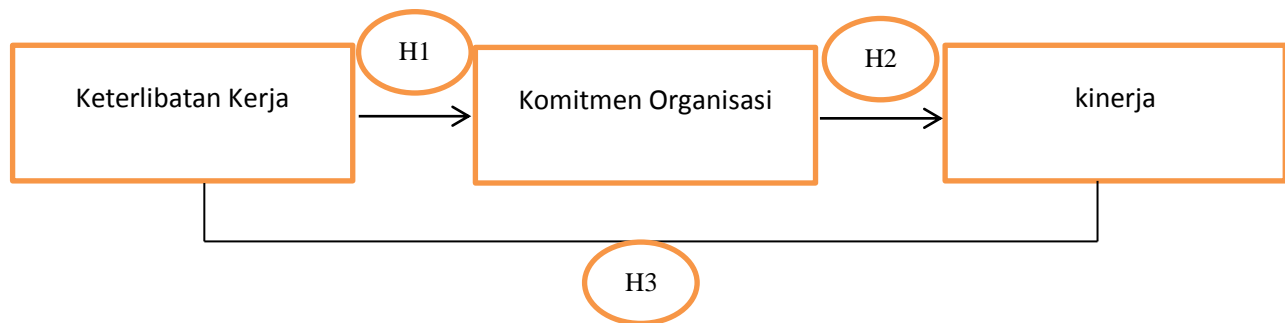 H1
H2
Keterlibatan Kerja
Komitmen Organisasi
kinerja
H3